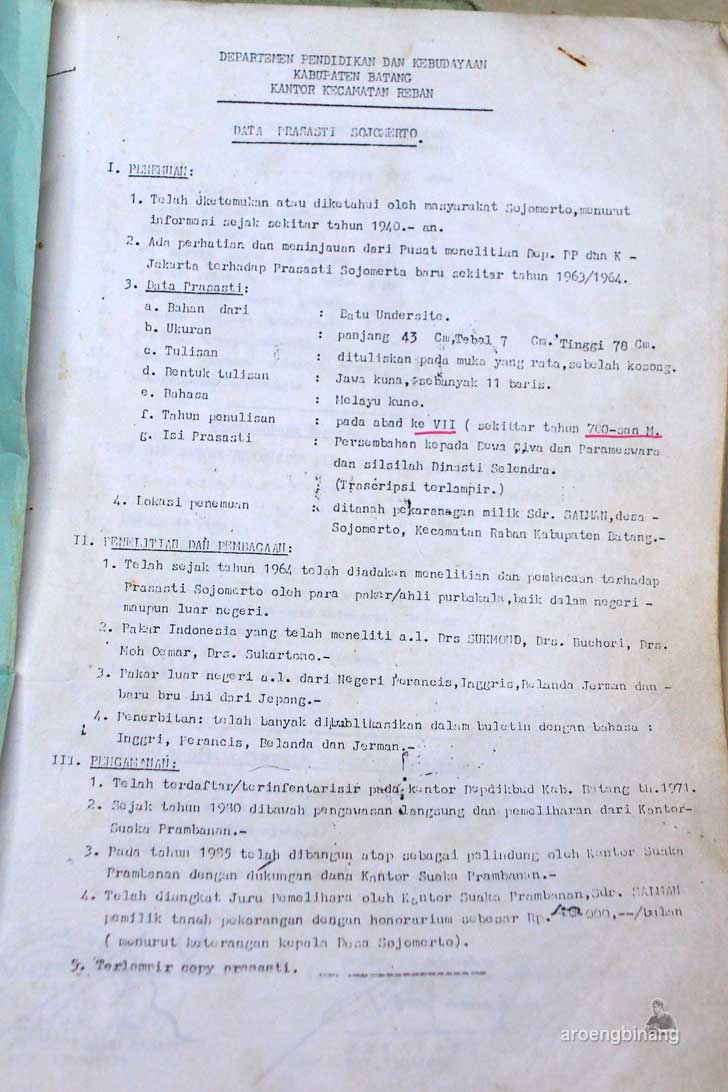 DEPARTEMEN PENDIDIKAN DAN KEBUDAYAAN
KABUPATEN BATANG
KANTOR KECAMATAN REBAN
DATA PRASASTI SOJOMERTO.
I. PENEMUAN:
1. Telah dketemukan atau diketahui oleh masyarakat Sojomerto,menurut
informasi sejak sekitar tahun 1940.- an.
2. Ada perhatian dan meninjauan dari Pusat menelitian Dep. PP dan K -
Jakarta terhadap Prasasti Sojomerta baru sekitar tahun 1963/1964.
3. Data Prasasti:
a. Bahan dari : Batu Undersite.
b. Ukuran : panjang 43 Cm,Tebal 7 Cm. Tinggi 78 Cm.
c. Tulisan : dituliskan pada muka yang rata,sebelah kosong.
d. Bentuk tulisan : Jawa kuna, sebanyak 11 baris.
e. Bahasa : Melayu kuno.
f. Tahun penulisan : pada abad ke VII ( sekittar tahun 700-san M.
g. Isi Prasasti : Persembahan kepada Dewa Çiva dan Parameswara
dan silsilah Dinasti Selendra.
(Trascripsi terlampir.)
4. Lokasi penemuan : ditanah pekaranagan milik Sdr. SAIMAN,desa -
Sojomerto, Kecamatan Raban Kabupaten Batang.-
II. PENELITIAN DAN PEMBACAAN:
1. Telah sejak tahun 1964 telah diadakan menelitian dan pembacaan terhadap
Prasasti Sojomerto oleh para pakar/ahli purbakala,baik dalam negeri -
maupun luar negeri.
2. Pakar Indonesia yang telah meneliti a.l. Drs SUKMOND, Drs. Buchori, Drs.
Moh Oemar, Drs. Sukartono.-
3. Pakar luar negeri a.l. dari Negeri Perancis,Inggris,Belanda Jerman dan -
baru bru ini dari Jepang.-
4. Penerbitan: telah banyak dipublikasikan dalam buletin dengan bahasa :
Inggri, Perancis, Belanda dan Jerman.-
III. PENGAMANAN:
1. Telah terdaftar/terinfentarisir pada kantor Depdikbud Kab. Batang th.1971.
2. Sejak tahun 1980 dibawah pengawasan langsung dan pemeliharan dari Kantor-
Suaka Prambanan.-
3. Pada tahun 1985 telah dibangun atap sebagai pelindung oleh Kantor Suaka
Prambanan dengan dukungan dana Kantor Suaka Prambanan.-
4. Telah diangkat Juru Pemelihara oleh Kantor Suaka Prambanan,Sdr. SAIMAN
pemilik tanah pekarangan dengan honorarium sebesar Rp. 000,--/bulan
( menurut keterangan kepala Desa Sojomerto).
5. Terlampir copy prasasti.
aroengbinang